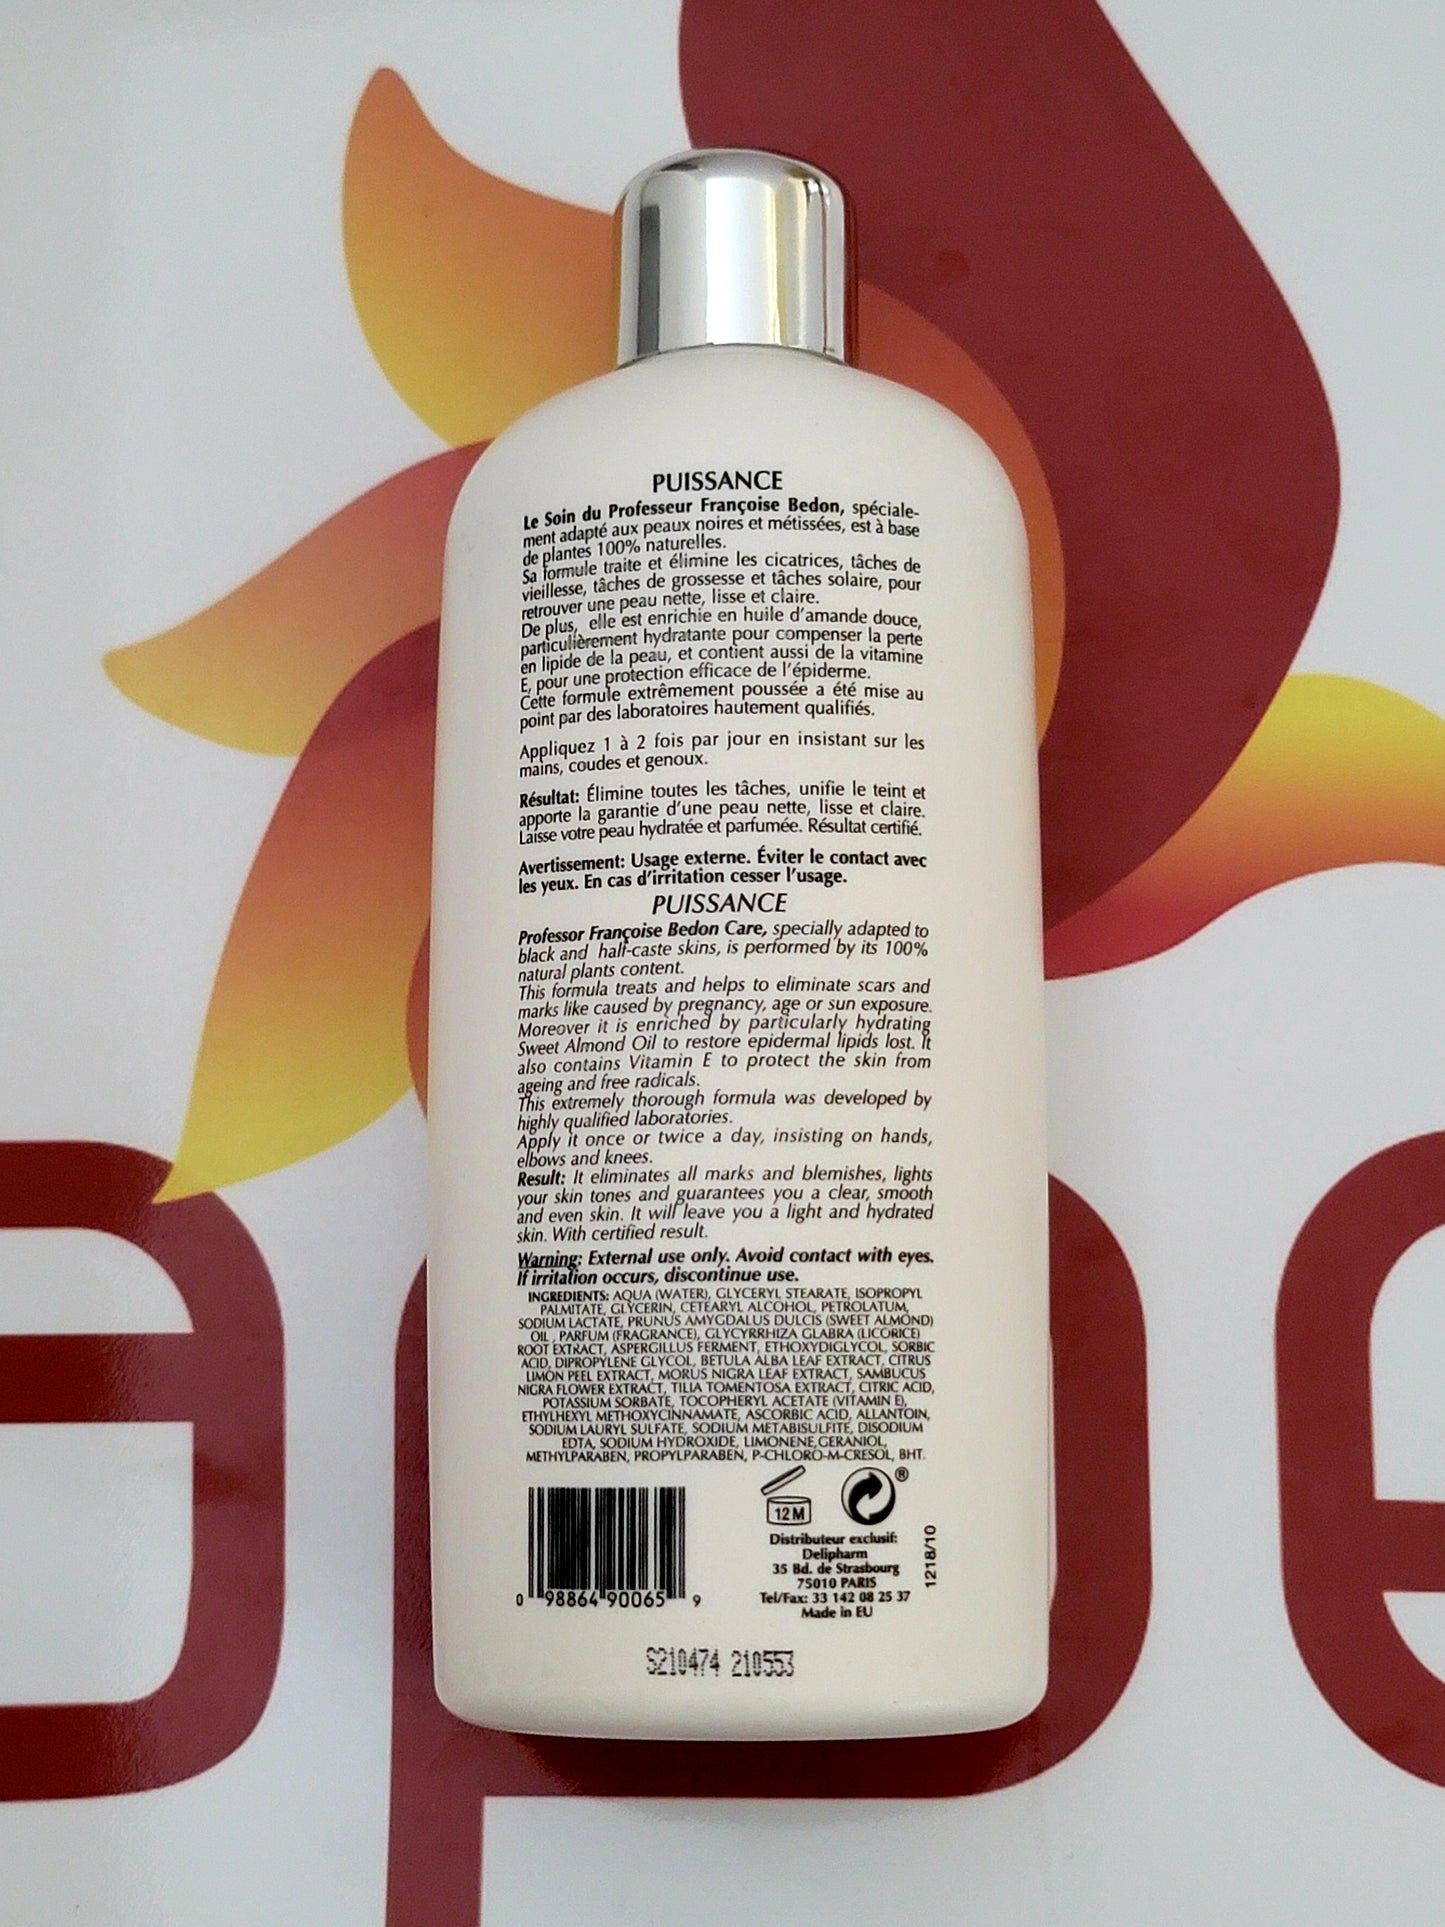 PUISSANCE
Le Soin du Professeur Françoise Bedon, spéciale-
ment adapté aux peaux noires et métissées, est à base
de plantes 100% naturelles.
Sa formule traite et élimine les cicatrices, tâches de
vieillesse, tâches de grossesse et tâches solaire, pour
retrouver une peau nette, lisse et claire.
De plus, elle est enrichie en huile d'amande douce,
particulièrement hydratante pour compenser la perte
en lipide de la peau, et contient aussi de la vitamine
E, pour une protection efficace de l'épiderme.
Cette formule extrêmement poussée a été mise au
point par des laboratoires hautement qualifiés.
Appliquez 1 à 2 fois par jour en insistant sur les
mains, coudes et genoux.
Résultat: Élimine toutes les tâches, unifie le teint et
apporte la garantie d'une peau nette, lisse et claire.
Laisse votre peau hydratée et parfumée. Résultat certifié.
Avertissement: Usage externe. Éviter le contact avec
les yeux. En cas d'irritation cesser l'usage.
PUISSANCE
Professor Françoise Bedon Care, specially adapted to
black and half-caste skins, is performed by its 100%
natural plants content.
This formula treats and helps to eliminate scars and
marks like caused by pregnancy, age or sun exposure.
Moreover it is enriched by particularly hydrating
Sweet Almond Oil to restore epidermal lipids lost. It
also contains Vitamin E to protect the skin from
ageing and free radicals.
This extremely thorough formula was developed by
highly qualified laboratories.
Apply it once or twice a day, insisting on hands,
elbows and knees.
Result: It eliminates all marks and blemishes, lights
your skin tones and guarantees you a clear, smooth
and even skin. It will leave you a light and hydrated
skin. With certified result.
Warning: External use only. Avoid contact with eyes.
If irritation occurs, discontinue use.
INGREDIENTS: AQUA (WATER), GLYCERYL STEARATE, ISOPROPYL
PALMITATE, GLYCERIN, CETEARYL ALCOHOL, PETROLATUM,
SODIUM LACTATE, PRUNUS AMYGDALUS DULCIS (SWEET ALMOND)
OIL , PARFUM (FRAGRANCE), GLYCYRRHIZA GLABRA (LICORICE)
ROOT EXTRACT, ASPERGILLUS FERMENT, ETHOXYDIGLYCOL, SORBIC
ACID, DIPROPYLENE GLYCOL, BETULA ALBA LEAF EXTRACT, CITRUS
LIMON PEEL EXTRACT, MORUS NIGRA LEAF EXTRACT, SAMBUCUS
NIGRA FLOWER EXTRACT, TILIA TOMENTOSA EXTRACT, CITRIC ACID,
POTASSIUM SORBATE, TOCOPHERYL ACETATE (VITAMIN E),
ETHYLHEXYL METHOXYCINNAMATE, ASCORBIC ACID, ALLANTOIN,
SODIUM LAURYL SULFATE, SODIUM METABISULFITE, DISODIUM
EDTA, SODIUM HYDROXIDE, LIMONENE,GERANIOL,
METHYLPARABEN, PROPYLPARABEN, P-CHLORO-M-CRESOL, BHT.
®
12 M
Distributeur exclusif:
Delipharm
35 Bd. de Strasbourg
75010 PARIS
Tel/Fax: 33 142 08 25 37
Made in EU
1218/10
0 98864 90065 9
S210474 210553